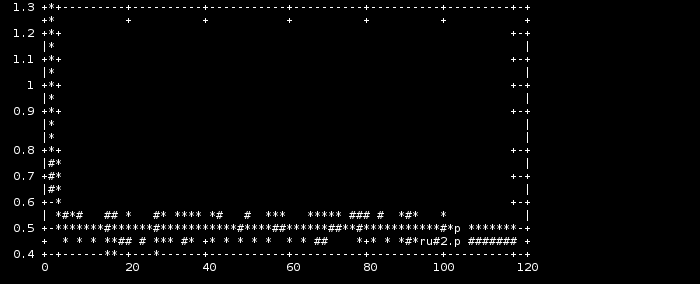 1.3 +*+----------+---------+----------+---------+---------+----------+
+* + + + + + +
1.2 +*+ +-+
|* |
1.1 +*+ +-+
|* |
1 +*+ +-+
|* |
0.9 +*+ +-+
|* |
|* |
0.8 +*+ +-+
|#* |
0.7 +#* +-+
|#* |
0.6 +-* +-+
| *#*# ## * #* **** *# # *** ***** ### # *#* * |
0.5 -*******#******#**********#****##******##***********#*p *******-+
+ * * * **## # *** #* +* * * * * * * ## *+* * *#*ru#2.p ####### +
0.4 +-+------**---*------+----------+---------+---------+---------+-+
0 20 40 60 80 100 120